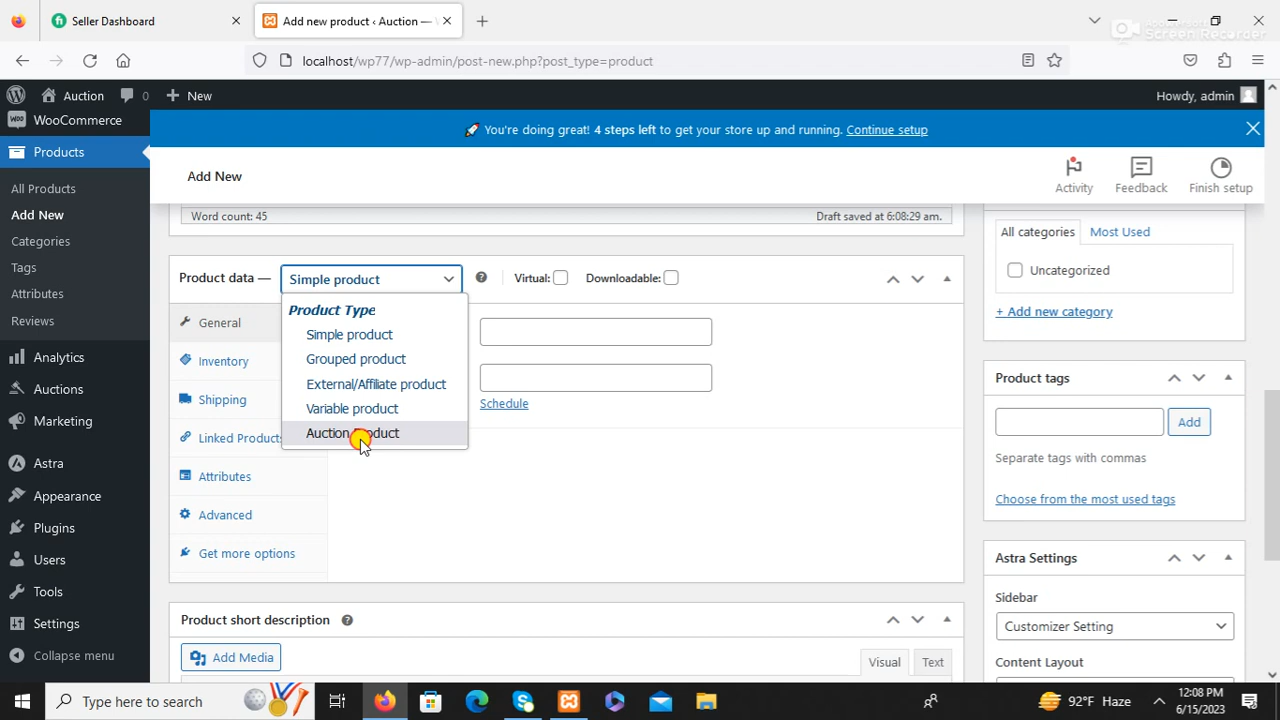 Seller Dashboard
Add new product ‹ Auction —
localhost/wp77/wp-admin/post-new.php?post_type=product
Screen Recorder
Auction 0 New
Howdy, admin
WooCommerce
Products
All Products
Add New
Categories
Tags
Attributes
Reviews
Analytics
Auctions
Marketing
Astra
Appearance
Plugins
Users
Tools
Settings
Collapse menu
You're doing great! 4 steps left to get your store up and running. Continue setup
Add New
Activity
Feedback
Finish setup
Word count: 45
Draft saved at 6:08:29 am.
Product data — Simple product Virtual: Downloadable:
Product Type
Simple product
Grouped product
External/Affiliate product
Variable product
Auction Product
General
Inventory
Shipping
Linked Products
Attributes
Advanced
Get more options
Schedule
Product short description
Add Media
Visual Text
All categories Most Used
Uncategorized
+ Add new category
Product tags
Add
Separate tags with commas
Choose from the most used tags
Astra Settings
Sidebar
Customizer Setting
Content Layout
Type here to search
92°F Haze
12:08 PM
6/15/2023